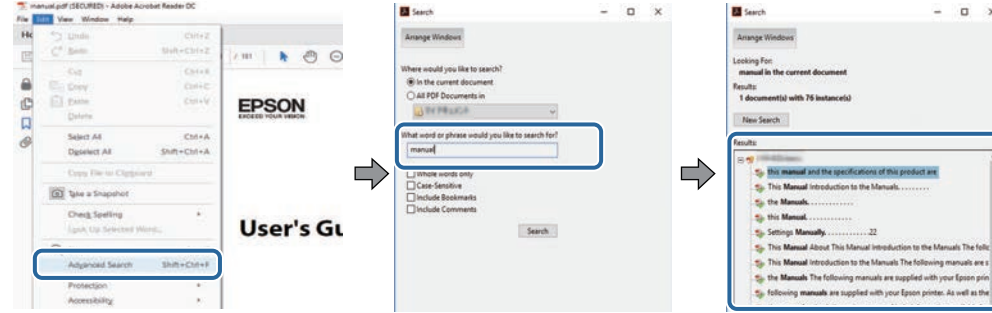 manual.pdf (SECURED) - Adobe Acrobat Reader DC
File Edit View Window Help
Undo Ctrl+Z
Redo Shift+Ctrl+Z
Cut Ctrl+X
Copy Ctrl+C
Paste Ctrl+V
Delete
Select All Ctrl+A
Deselect All Shift+Ctrl+A
Copy File to Clipboard
Take a Snapshot
Check Spelling
Look Up Selected Word...
Advanced Search Shift+Ctrl+F
Protection
Accessibility
/ 181
EPSON
EXCEED YOUR VISION
User's Gu
Search
Arrange Windows
Where would you like to search?
In the current document
All PDF Documents in
What word or phrase would you like to search for?
manual
Whole words only
Case-Sensitive
Include Bookmarks
Include Comments
Search
Search
Arrange Windows
Looking For:
manual in the current document
Results:
1 document(s) with 76 instance(s)
New Search
Results:
this manual and the specifications of this product are
This Manual Introduction to the Manuals. . . . . . . . .
the Manuals. . . . . . . . . . . . .
this Manual. . . . . . . . . . . . .
Settings Manually. . . . . . . . . . . . .22
This Manual About This Manual Introduction to the Manuals The follo
This Manual Introduction to the Manuals The following manuals are s
the Manuals The following manuals are supplied with your Epson prin
following manuals are supplied with your Epson printer. As well as the